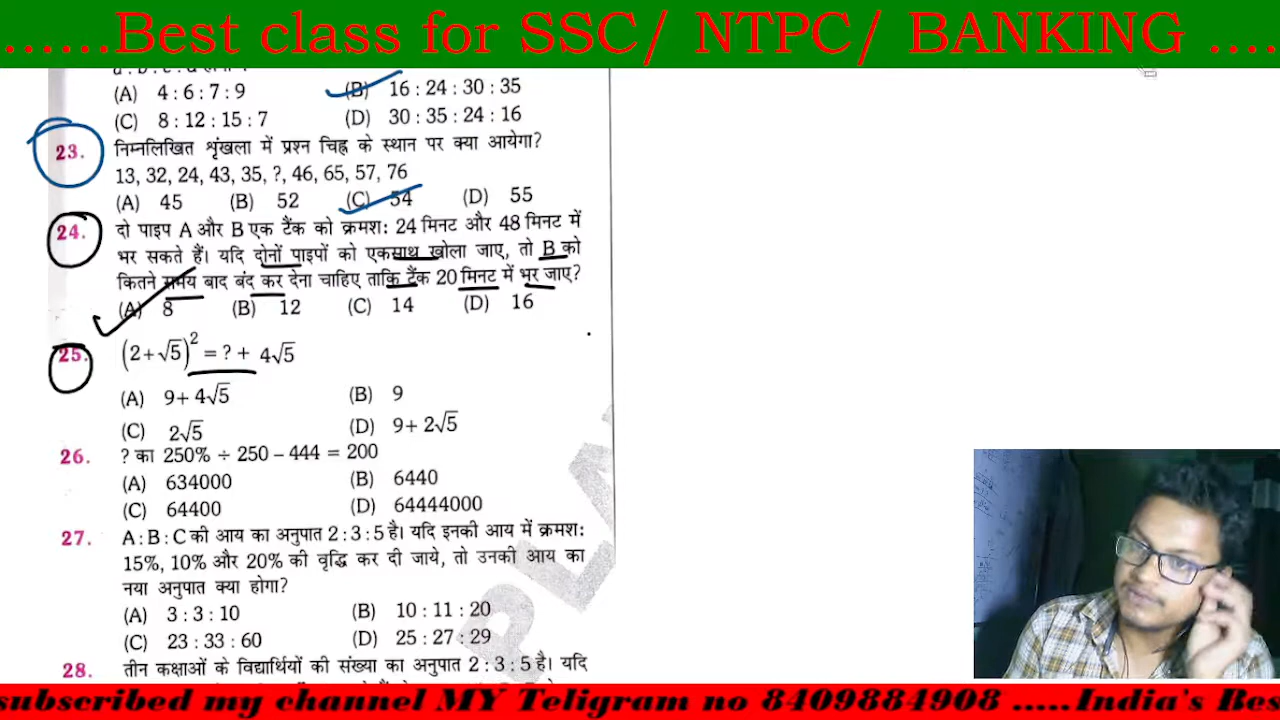 ......Best class for SSC/ NTPC/ BANKING ....
(A) 4 : 6 : 7 : 9 (B) 16 : 24 : 30 : 35
(C) 8 : 12 : 15 : 7 (D) 30 : 35 : 24 : 16
23. निम्नलिखित शृंखला में प्रश्न चिह्न के स्थान पर क्या आयेगा?
13, 32, 24, 43, 35, ?, 46, 65, 57, 76
(A) 45 (B) 52 (C) 54 (D) 55
24. दो पाइप A और B एक टैंक को क्रमश: 24 मिनट और 48 मिनट में
भर सकते हैं। यदि दोनों पाइपों को एकसाथ खोला जाए, तो B को
कितने समय बाद बंद कर देना चाहिए ताकि टैंक 20 मिनट में भर जाए?
(A) 8 (B) 12 (C) 14 (D) 16
25. (2+√5)² = ? + 4√5
(A) 9+ 4√5 (B) 9
(C) 2√5 (D) 9+ 2√5
26. ? का 250% ÷ 250 – 444 = 200
(A) 634000 (B) 6440
(C) 64400 (D) 64444000
27. A : B : C की आय का अनुपात 2 : 3 : 5 है। यदि इनकी आय में क्रमश:
15%, 10% और 20% की वृद्धि कर दी जाये, तो उनकी आय का
नया अनुपात क्या होगा?
(A) 3 : 3 : 10 (B) 10 : 11 : 20
(C) 23 : 33 : 60 (D) 25 : 27 : 29
28. तीन कक्षाओं के विद्यार्थियों की संख्या का अनुपात 2 : 3 : 5 है। यदि
subscribed my channel MY Teligram no 8409884908 .....India's Bes